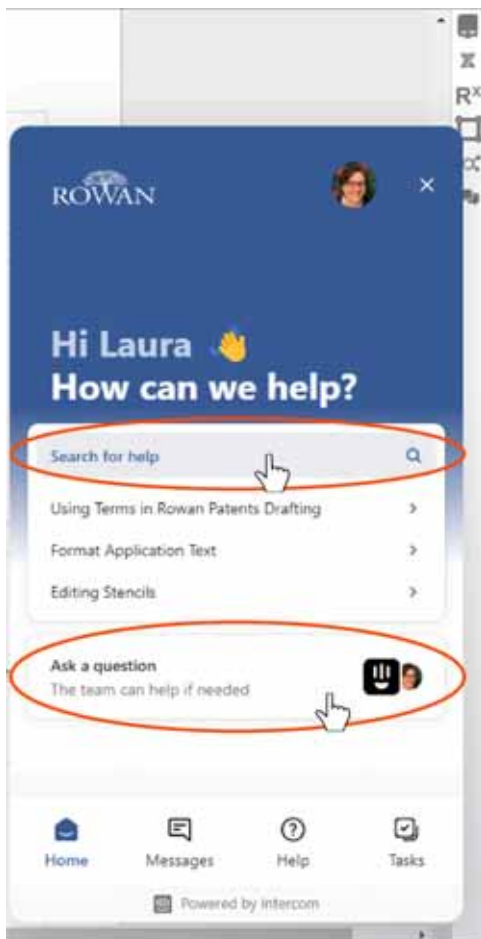 Rx
ROWAN
Hi Laura 👋
How can we help?
Search for help
Using Terms in Rowan Patents Drafting
Format Application Text
Editing Stencils
Ask a question
The team can help if needed
Home Messages Help Tasks
Powered by Intercom